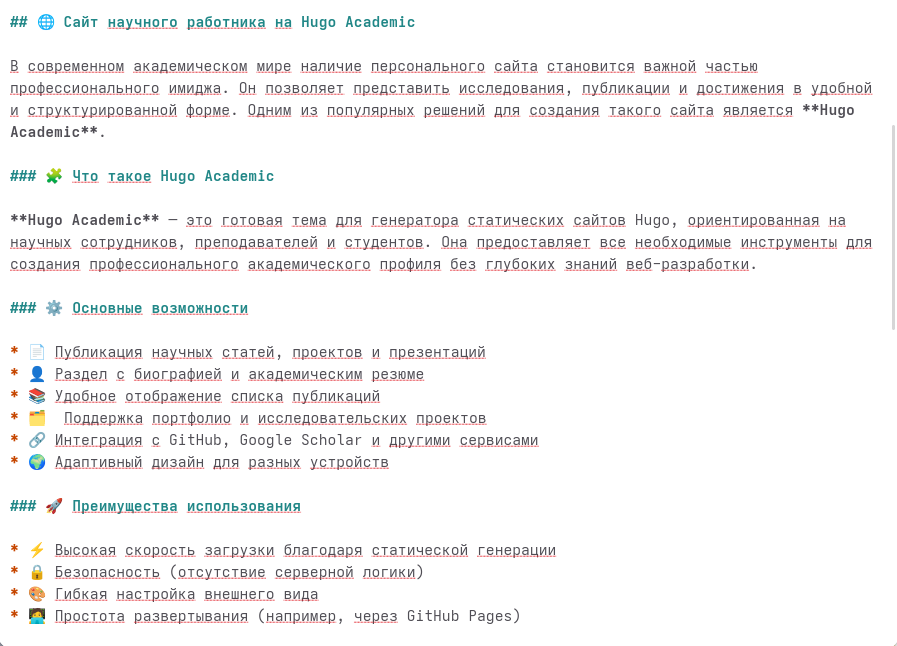 ## 🌐 Сайт научного работника на Hugo Academic
В современном академическом мире наличие персонального сайта становится важной частью
профессионального имиджа. Он позволяет представить исследования, публикации и достижения в удобной
и структурированной форме. Одним из популярных решений для создания такого сайта является **Hugo
Academic**.
### 🧩 Что такое Hugo Academic
**Hugo Academic** — это готовая тема для генератора статических сайтов Hugo, ориентированная на
научных сотрудников, преподавателей и студентов. Она предоставляет все необходимые инструменты для
создания профессионального академического профиля без глубоких знаний веб-разработки.
### ⚙️ Основные возможности
* 📄 Публикация научных статей, проектов и презентаций
* 👤 Раздел с биографией и академическим резюме
* 📚 Удобное отображение списка публикаций
* 🗂️ Поддержка портфолио и исследовательских проектов
* 🔗 Интеграция с GitHub, Google Scholar и другими сервисами
* 🌍 Адаптивный дизайн для разных устройств
### 🚀 Преимущества использования
* ⚡ Высокая скорость загрузки благодаря статической генерации
* 🔒 Безопасность (отсутствие серверной логики)
* 🎨 Гибкая настройка внешнего вида
* 🧑‍💻 Простота развертывания (например, через GitHub Pages)